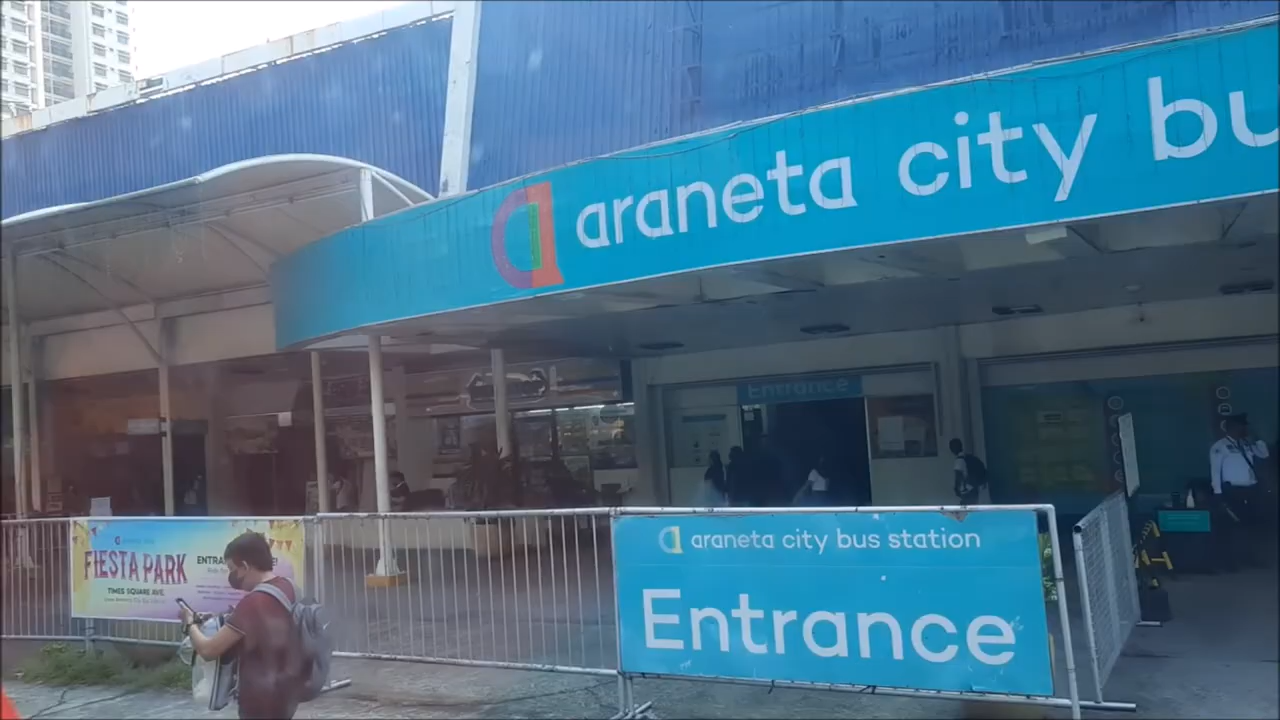 araneta city bu
Entrance
araneta city bus station
Entrance
FIESTA PARK
TIMES SQUARE AVE.